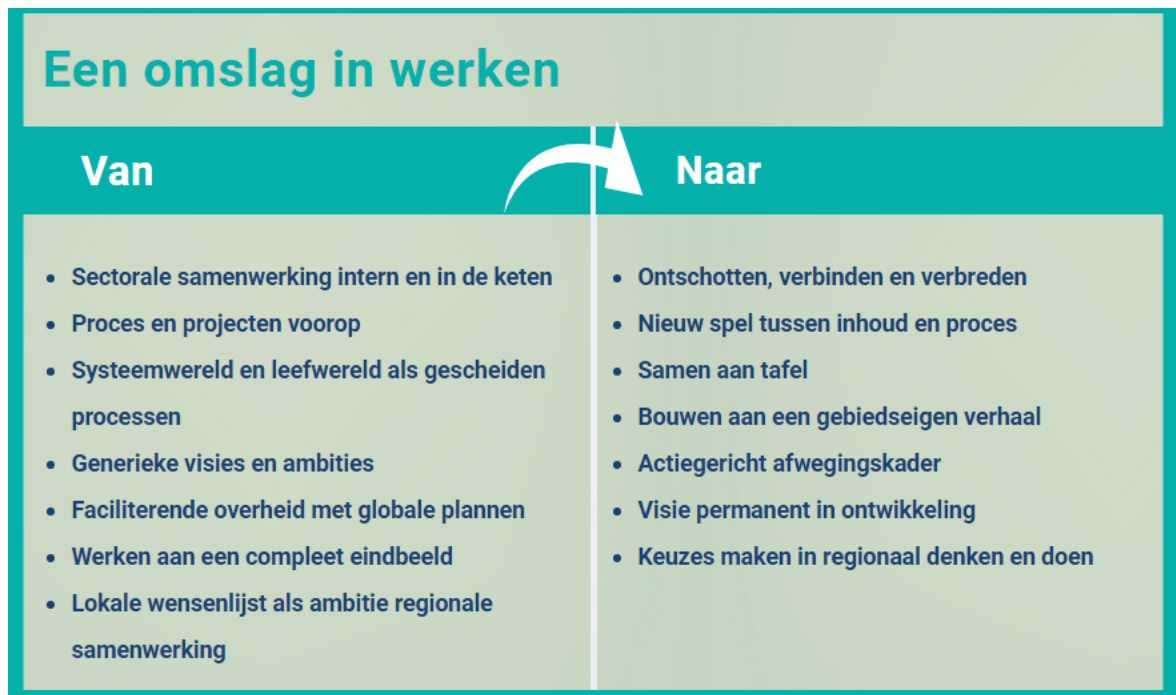 Een omslag in werken
Van
Naar
• Sectorale samenwerking intern en in de keten
• Proces en projecten voorop
• Systeemwereld en leefwereld als gescheiden
processen
• Generieke visies en ambities
• Faciliterende overheid met globale plannen
• Werken aan een compleet eindbeeld
• Lokale wensenlijst als ambitie regionale
samenwerking
• Ontschotten, verbinden en verbreden
• Nieuw spel tussen inhoud en proces
• Samen aan tafel
• Bouwen aan een gebiedseigen verhaal
• Actiegericht afwegingskader
• Visie permanent in ontwikkeling
• Keuzes maken in regionaal denken en doen